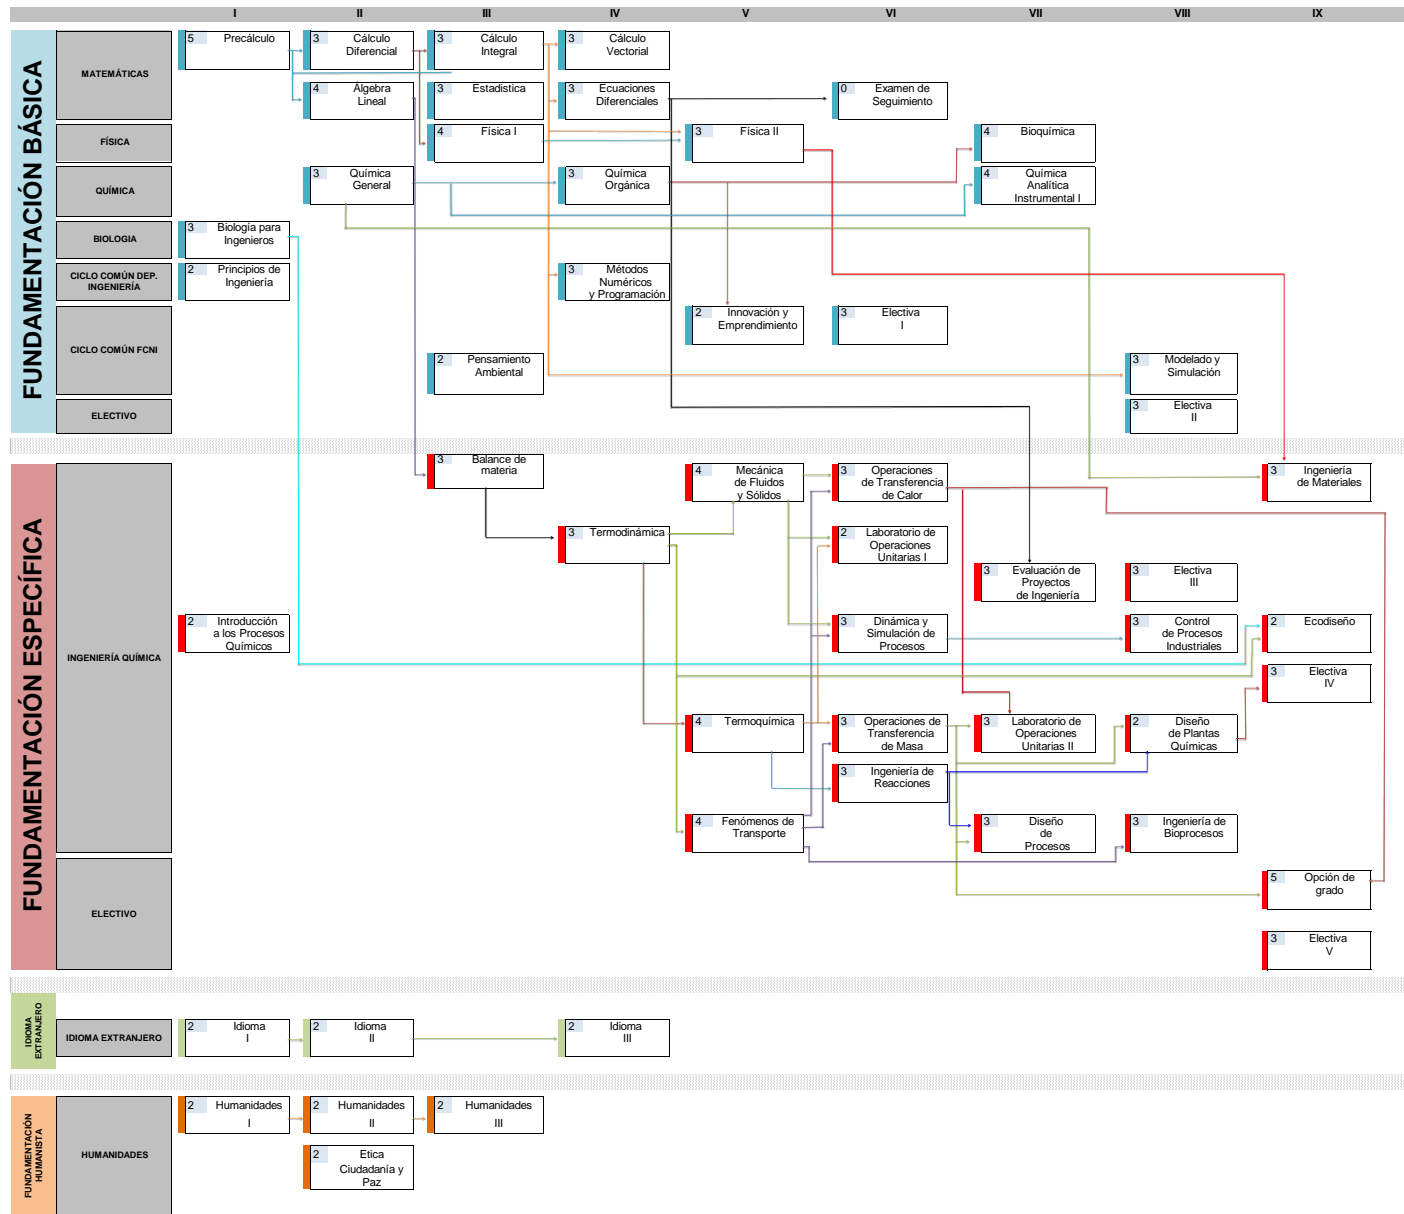 I II III IV V VI VII VIII IX
FUNDAMENTACIÓN BÁSICA
MATEMÁTICAS
5 Precálculo
3 Cálculo
Diferencial
3 Cálculo
Integral
3 Cálculo
Vectorial
4 Álgebra
Lineal
3 Estadistica
3 Ecuaciones
Diferenciales
0 Examen de
Seguimiento
FÍSICA
4 Física I
3 Física II
4 Bioquímica
QUÍMICA
3 Química
General
3 Química
Orgánica
4 Química
Analítica
Instrumental I
BIOLOGIA
3 Biología para
Ingenieros
CICLO COMÚN DEP.
INGENIERÍA
2 Principios de
Ingeniería
3 Métodos
Numéricos
y Programación
CICLO COMÚN FCNI
2 Innovación y
Emprendimiento
3 Electiva
I
2 Pensamiento
Ambiental
3 Modelado y
Simulación
ELECTIVO
3 Electiva
II
FUNDAMENTACIÓN ESPECÍFICA
INGENIERÍA QUÍMICA
3 Balance de
materia
4 Mecánica
de Fluidos
y Sólidos
3 Operaciones
de Transferencia
de Calor
3 Ingeniería
de Materiales
3 Termodinámica
2 Laboratorio de
Operaciones
Unitarias I
3 Evaluación de
Proyectos
de Ingeniería
3 Electiva
III
2 Introducción
a los Procesos
Químicos
3 Dinámica y
Simulación de
Procesos
3 Control
de Procesos
Industriales
2 Ecodiseño
3 Electiva
IV
4 Termoquímica
3 Operaciones de
Transferencia
de Masa
3 Laboratorio de
Operaciones
Unitarias II
2 Diseño
de Plantas
Químicas
3 Ingeniería de
Reacciones
4 Fenómenos de
Transporte
3 Diseño
de
Procesos
3 Ingeniería de
Bioprocesos
ELECTIVO
5 Opción de
grado
3 Electiva
V
IDIOMA
EXTRANJERO
IDIOMA EXTRANJERO
2 Idioma
I
2 Idioma
II
2 Idioma
III
FUNDAMENTACIÓN
HUMANISTA
HUMANIDADES
2 Humanidades
I
2 Humanidades
II
2 Humanidades
III
2 Etica
Ciudadanía y
Paz